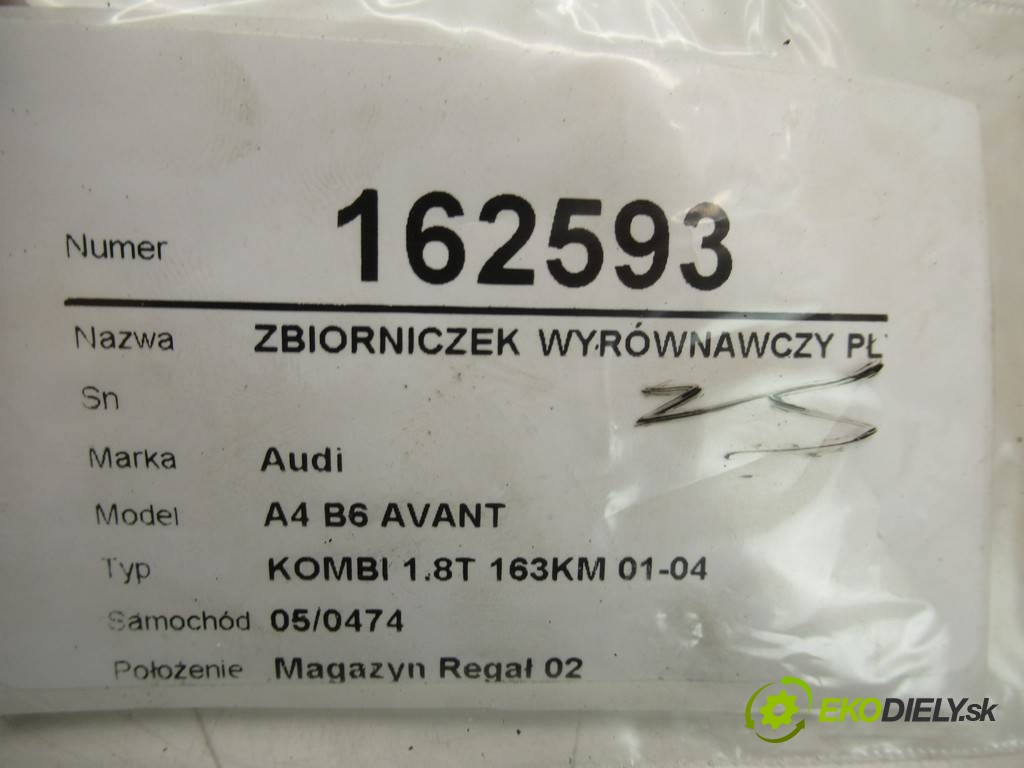 Numer 162593
Nazwa ZBIORNICZEK WYRÓWNAWCZY PŁ
Sn
Marka Audi
Model A4 B6 AVANT
Typ KOMBI 1.8T 163KM 01-04
Samochód 05/0474
Położenie Magazyn Regał 02
EKODIELY.sk